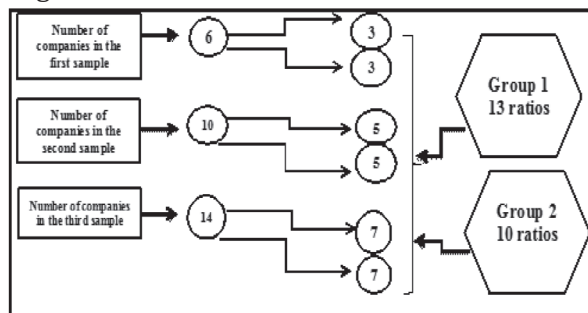 Number of
companies in the
first sample
6
3
3
Group 1
13 ratios
Number of
companies in the
second sample
10
5
5
Number of companies
in the third sample
14
7
7
Group 2
10 ratios